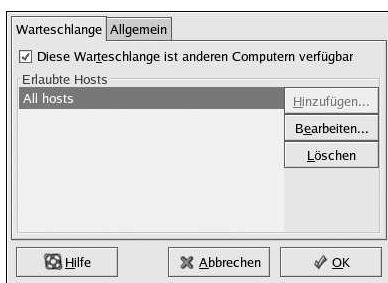 Warteschlange Allgemein
Diese Warteschlange ist anderen Computern verfügbar
Erlaubte Hosts
All hosts
Hinzufügen...
Bearbeiten...
Löschen
Hilfe Abbrechen OK